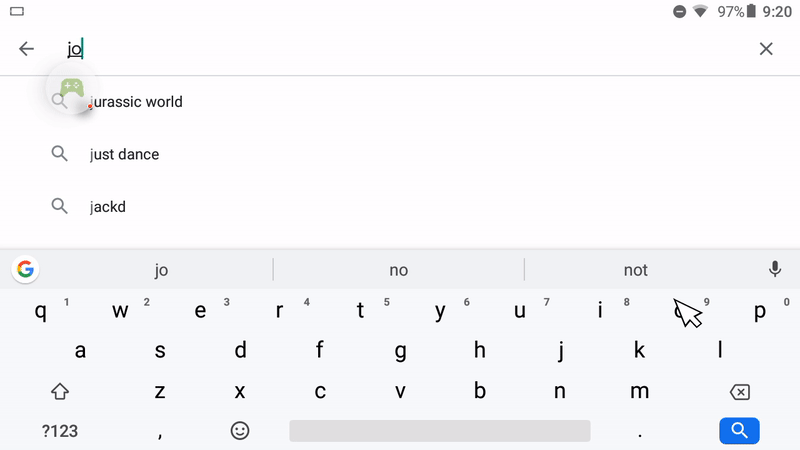 97% 9:20
jo
jurassic world
just dance
jackd
jo no not
q 1 w 2 e 3 r 4 t 5 y 6 u 7 i 8 9 p 0
a s d f g h j k l
z x c v b n m
?123 , .